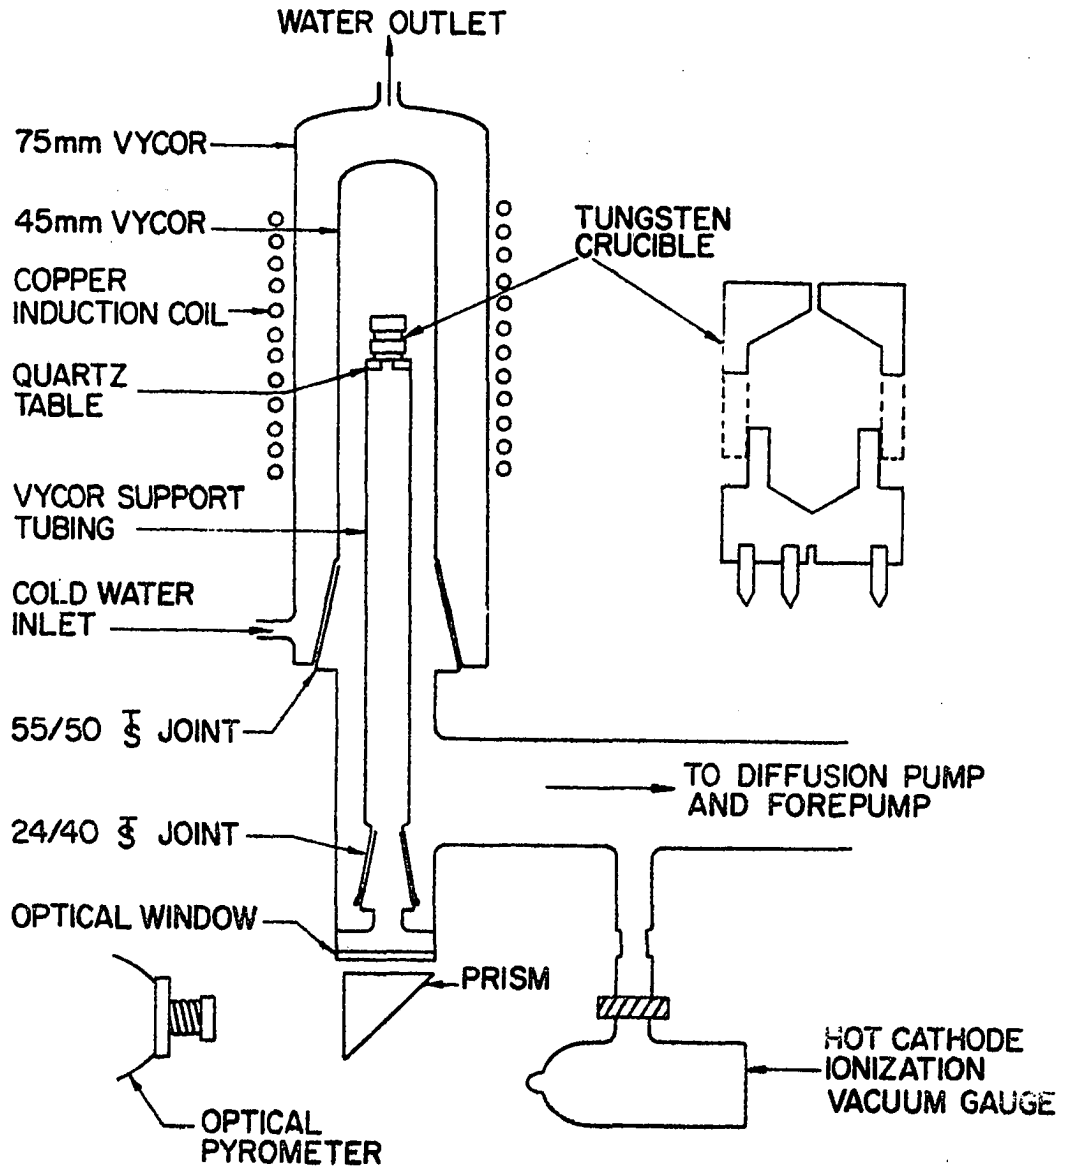 WATER OUTLET
75mm VYCOR
45mm VYCOR
TUNGSTEN
CRUCIBLE
COPPER
INDUCTION COIL
QUARTZ
TABLE
VYCOR SUPPORT
TUBING
COLD WATER
INLET
55/50 ⍕ JOINT
TO DIFFUSION PUMP
AND FOREPUMP
24/40 ⍕ JOINT
OPTICAL WINDOW
PRISM
HOT CATHODE
IONIZATION
VACUUM GAUGE
OPTICAL
PYROMETER